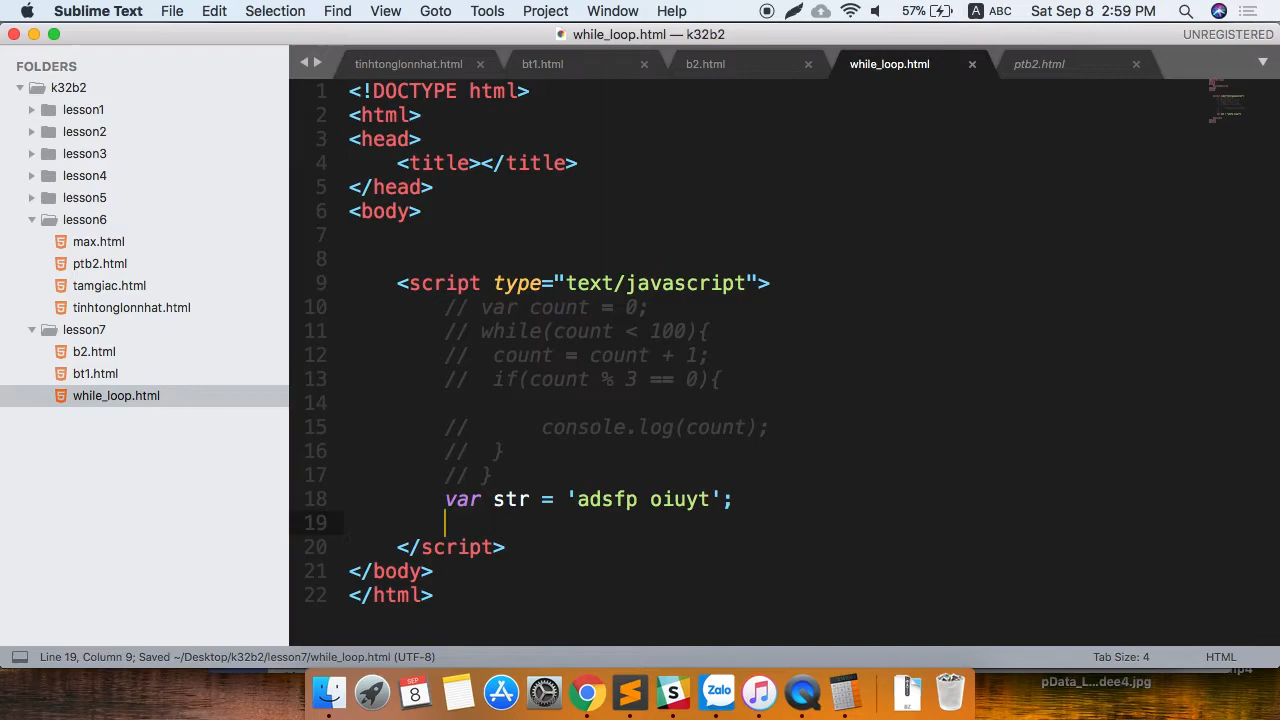 Sublime Text File Edit Selection Find View Goto Tools Project Window Help 57% A ABC Sat Sep 8 2:59 PM
while_loop.html — k32b2 UNREGISTERED
FOLDERS
k32b2
lesson1
lesson2
lesson3
lesson4
lesson5
lesson6
max.html
ptb2.html
tamgiac.html
tinhtonglonnhat.html
lesson7
b2.html
bt1.html
while_loop.html
tinhtonglonnhat.html bt1.html b2.html while_loop.html ptb2.html
1 <!DOCTYPE html>
2 <html>
3 <head>
4 <title></title>
5 </head>
6 <body>
7
8
9 <script type="text/javascript">
10 // var count = 0;
11 // while(count < 100){
12 // count = count + 1;
13 // if(count % 3 == 0){
14
15 // console.log(count);
16 // }
17 // }
18 var str = 'adsfp oiuyt';
19
20 </script>
21 </body>
22 </html>
Line 19, Column 9; Saved ~/Desktop/k32b2/lesson7/while_loop.html (UTF-8) Tab Size: 4 HTML
SEP
8
Zalo
pData_L...dee4.jpg